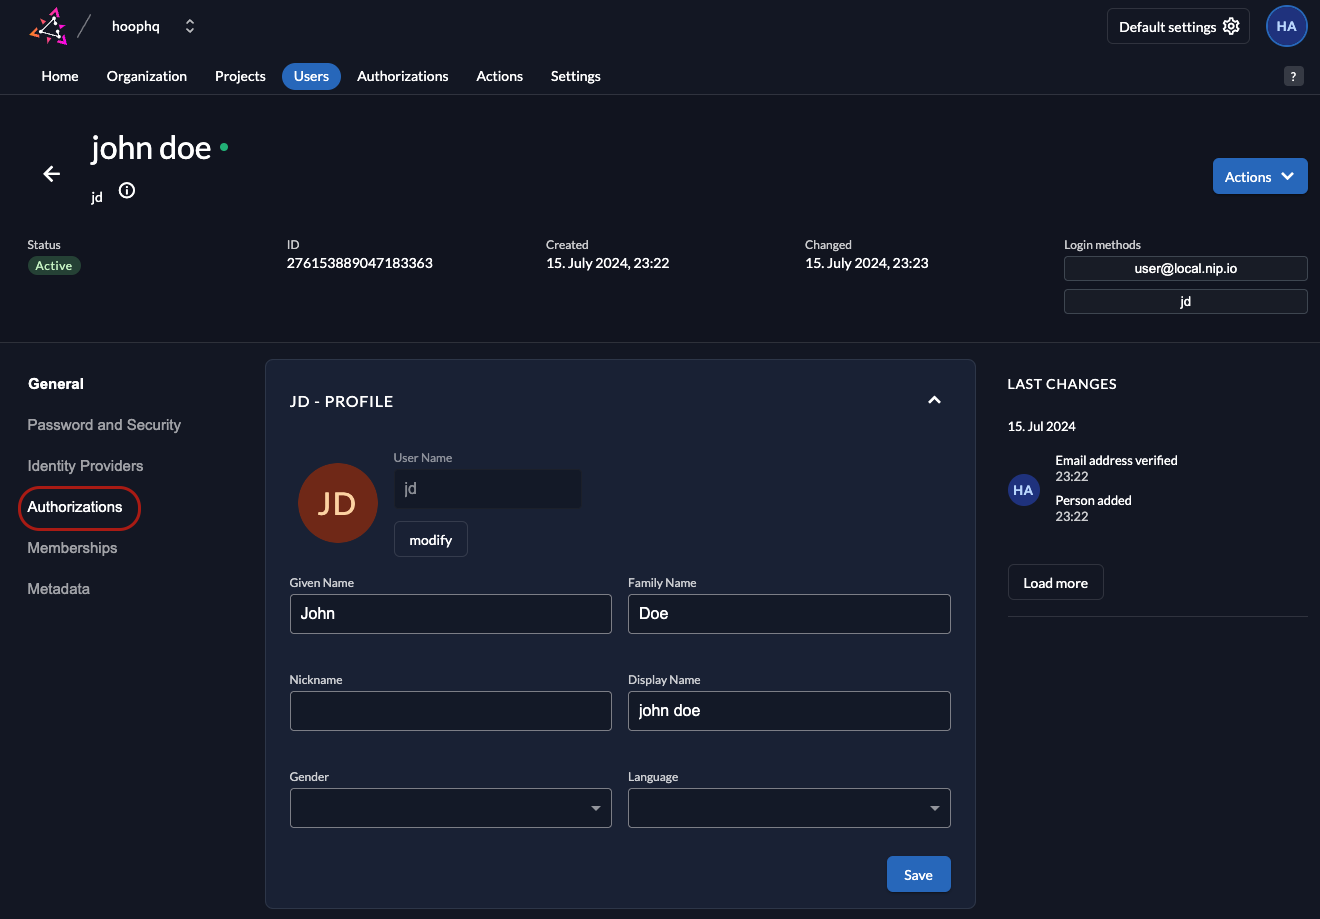 hoophq
Default settings
HA
Home Organization Projects Users Authorizations Actions Settings
?
john doe
jd
Actions
Status ID Created Changed Login methods
Active 276153889047183363 15. July 2024, 23:22 15. July 2024, 23:23 user@local.nip.io
jd
General
Password and Security
Identity Providers
Authorizations
Memberships
Metadata
JD - PROFILE
JD
User Name
jd
modify
Given Name Family Name
John Doe
Nickname Display Name
john doe
Gender Language
Save
LAST CHANGES
15. Jul 2024
HA
Email address verified
23:22
Person added
23:22
Load more